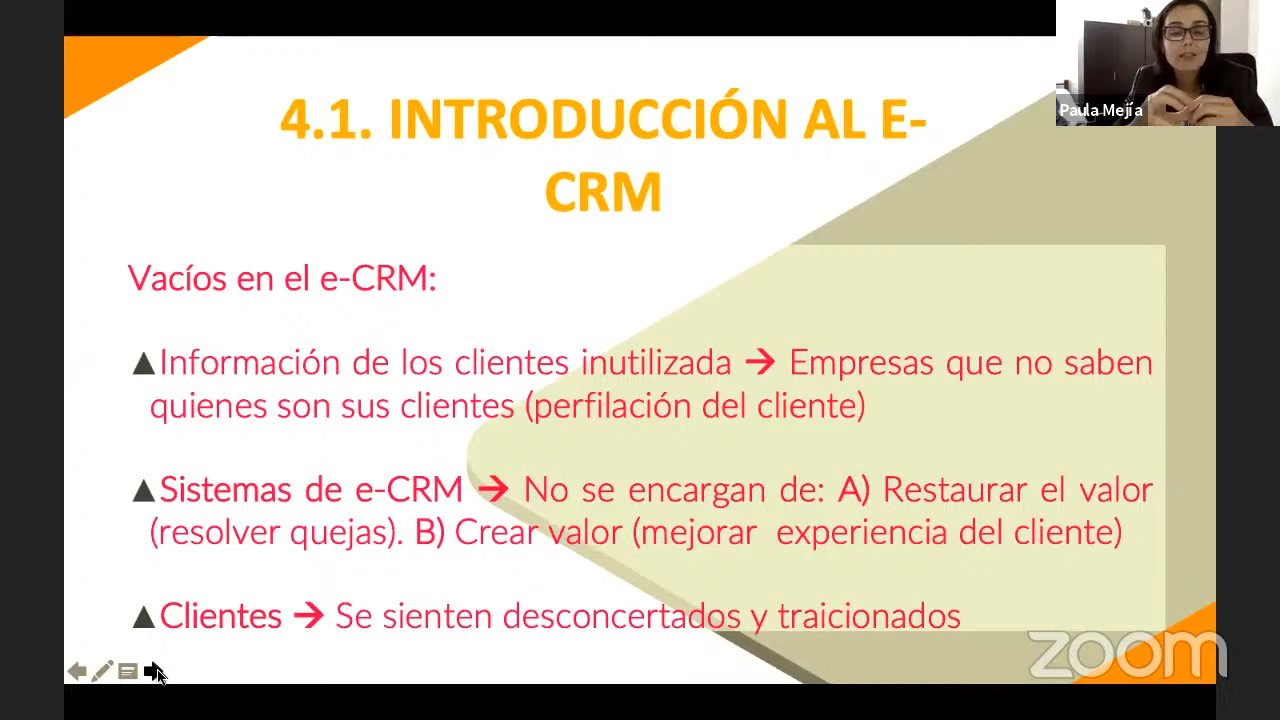 Paula Mejía
4.1. INTRODUCCIÓN AL E-
CRM
Vacíos en el e-CRM:
▲Información de los clientes inutilizada → Empresas que no saben
quienes son sus clientes (perfilación del cliente)
▲Sistemas de e-CRM → No se encargan de: A) Restaurar el valor
(resolver quejas). B) Crear valor (mejorar experiencia del cliente)
▲Clientes → Se sienten desconcertados y traicionados
zoom